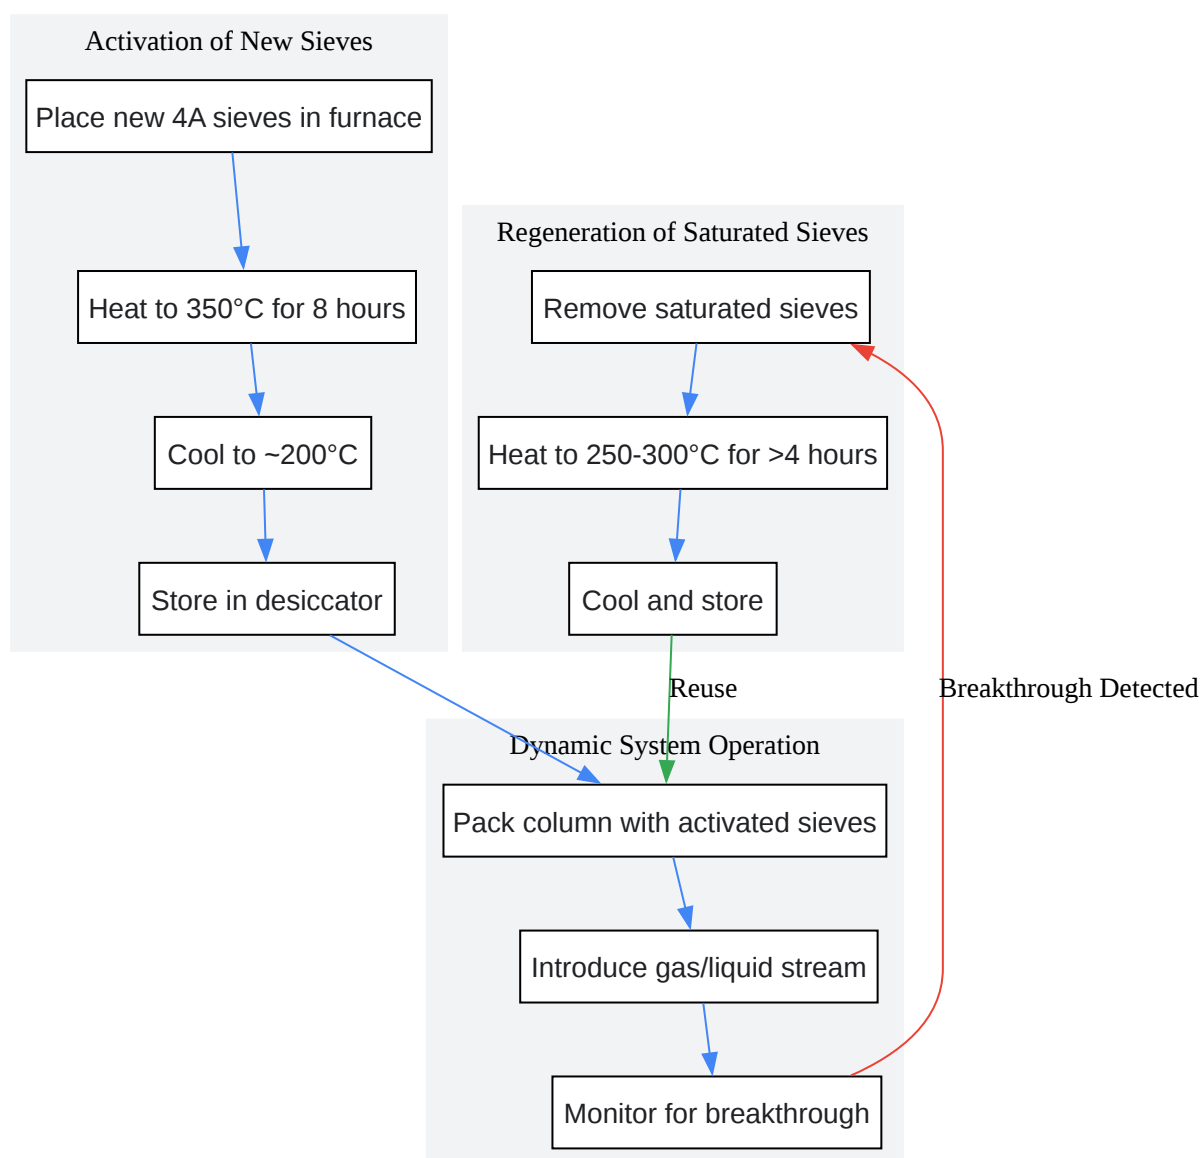 Activation of New Sieves
Place new 4A sieves in furnace
Heat to 350°C for 8 hours
Cool to ~200°C
Store in desiccator
Regeneration of Saturated Sieves
Remove saturated sieves
Heat to 250-300°C for >4 hours
Cool and store
Reuse
Breakthrough Detected
Dynamic System Operation
Pack column with activated sieves
Introduce gas/liquid stream
Monitor for breakthrough